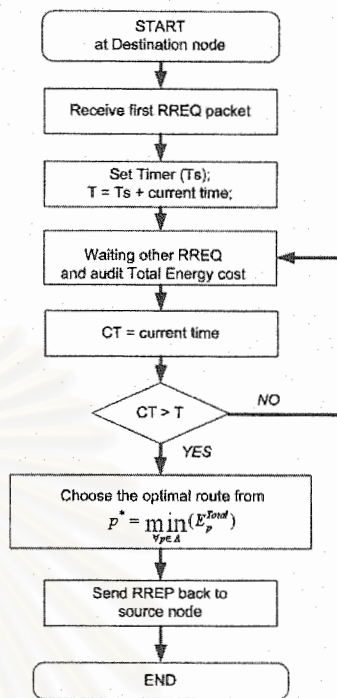 START
at Destination node
Receive first RREQ packet
Set Timer (Ts);
T = Ts + current time;
Waiting other RREQ
and audit Total Energy cost
CT = current time
CT > T
NO
YES
Choose the optimal route from
p* = min(E_p^Total)
∀p∈A
Send RREP back to
source node
END